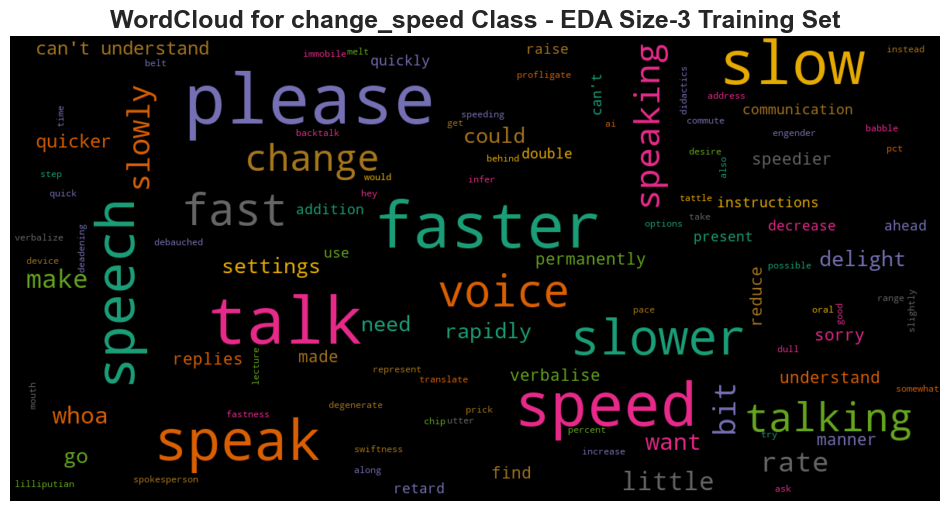 WordCloud for change_speed Class - EDA Size-3 Training Set
can't understand
immobile
melt
belt
quickly
raise
profligate
slow
instead
please
slowly
can't
speaking
didactics
address
communication
time
quicker
backtalk
get
speeding
could
ai
commute
engender
babble
pct
change
behind
double
desire
also
speedier
step
quick
would
infer
hey
tattle
take
instructions
fast
addition
faster
options
present
decrease
ahead
speech
verbalize
deadening
debauched
device
settings
use
permanently
possible
delight
make
voice
reduce
range
slightly
talk
need
rapidly
pace
slower
oral
good
sorry
replies
made
lecture
dull
mouth
represent
translate
verbalise
understand
somewhat
whoa
fastness
degenerate
prick
chip
utter
speed
bit
talking
speak
percent
want
try
manner
go
swiftness
increase
rate
lilliputian
spokesperson
along
retard
find
little
ask